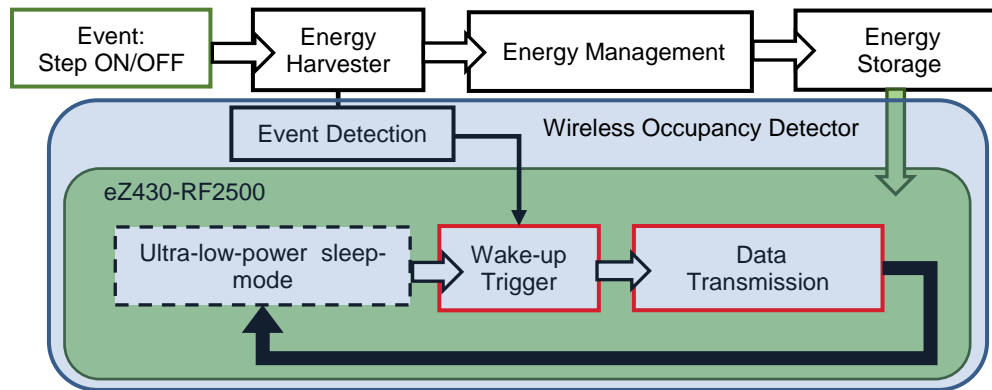 Event:
Step ON/OFF
Energy
Harvester
Energy Management
Energy
Storage
Event Detection
Wireless Occupancy Detector
eZ430-RF2500
Ultra-low-power sleep-
mode
Wake-up
Trigger
Data
Transmission